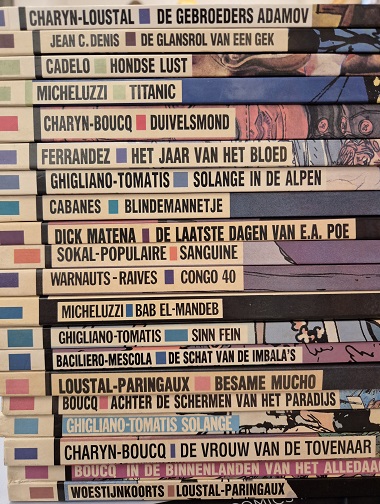 CHARYN-LOUSTAL DE GEBROEDERS ADAMOV
JEAN C. DENIS DE GLANSROL VAN EEN GEK
CADELO HONDSE LUST
MICHELUZZI TITANIC
CHARYN-BOUCQ DUIVELSMOND
FERRANDEZ HET JAAR VAN HET BLOED
GHIGLIANO-TOMATIS SOLANGE IN DE ALPEN
CABANES BLINDEMANNETJE
DICK MATENA DE LAATSTE DAGEN VAN E.A. POE
SOKAL-POPULAIRE SANGUINE
WARNAUTS-RAIVES CONGO 40
MICHELUZZI BAB EL-MANDEB
GHIGLIANO-TOMATIS SINN FEIN
BACILIERO-MESCOLA DE SCHAT VAN DE IMBALA'S
LOUSTAL-PARINGAUX BESAME MUCHO
BOUCQ ACHTER DE SCHERMEN VAN HET PARADIJS
GHIGLIANO-TOMATIS SOLANGE
CHARYN-BOUCQ DE VROUW VAN DE TOVENAAR
BOUCQ IN DE BINNENLANDEN VAN HET ALLEDAA
WOESTIJNKOORTS LOUSTAL-PARINGAUX